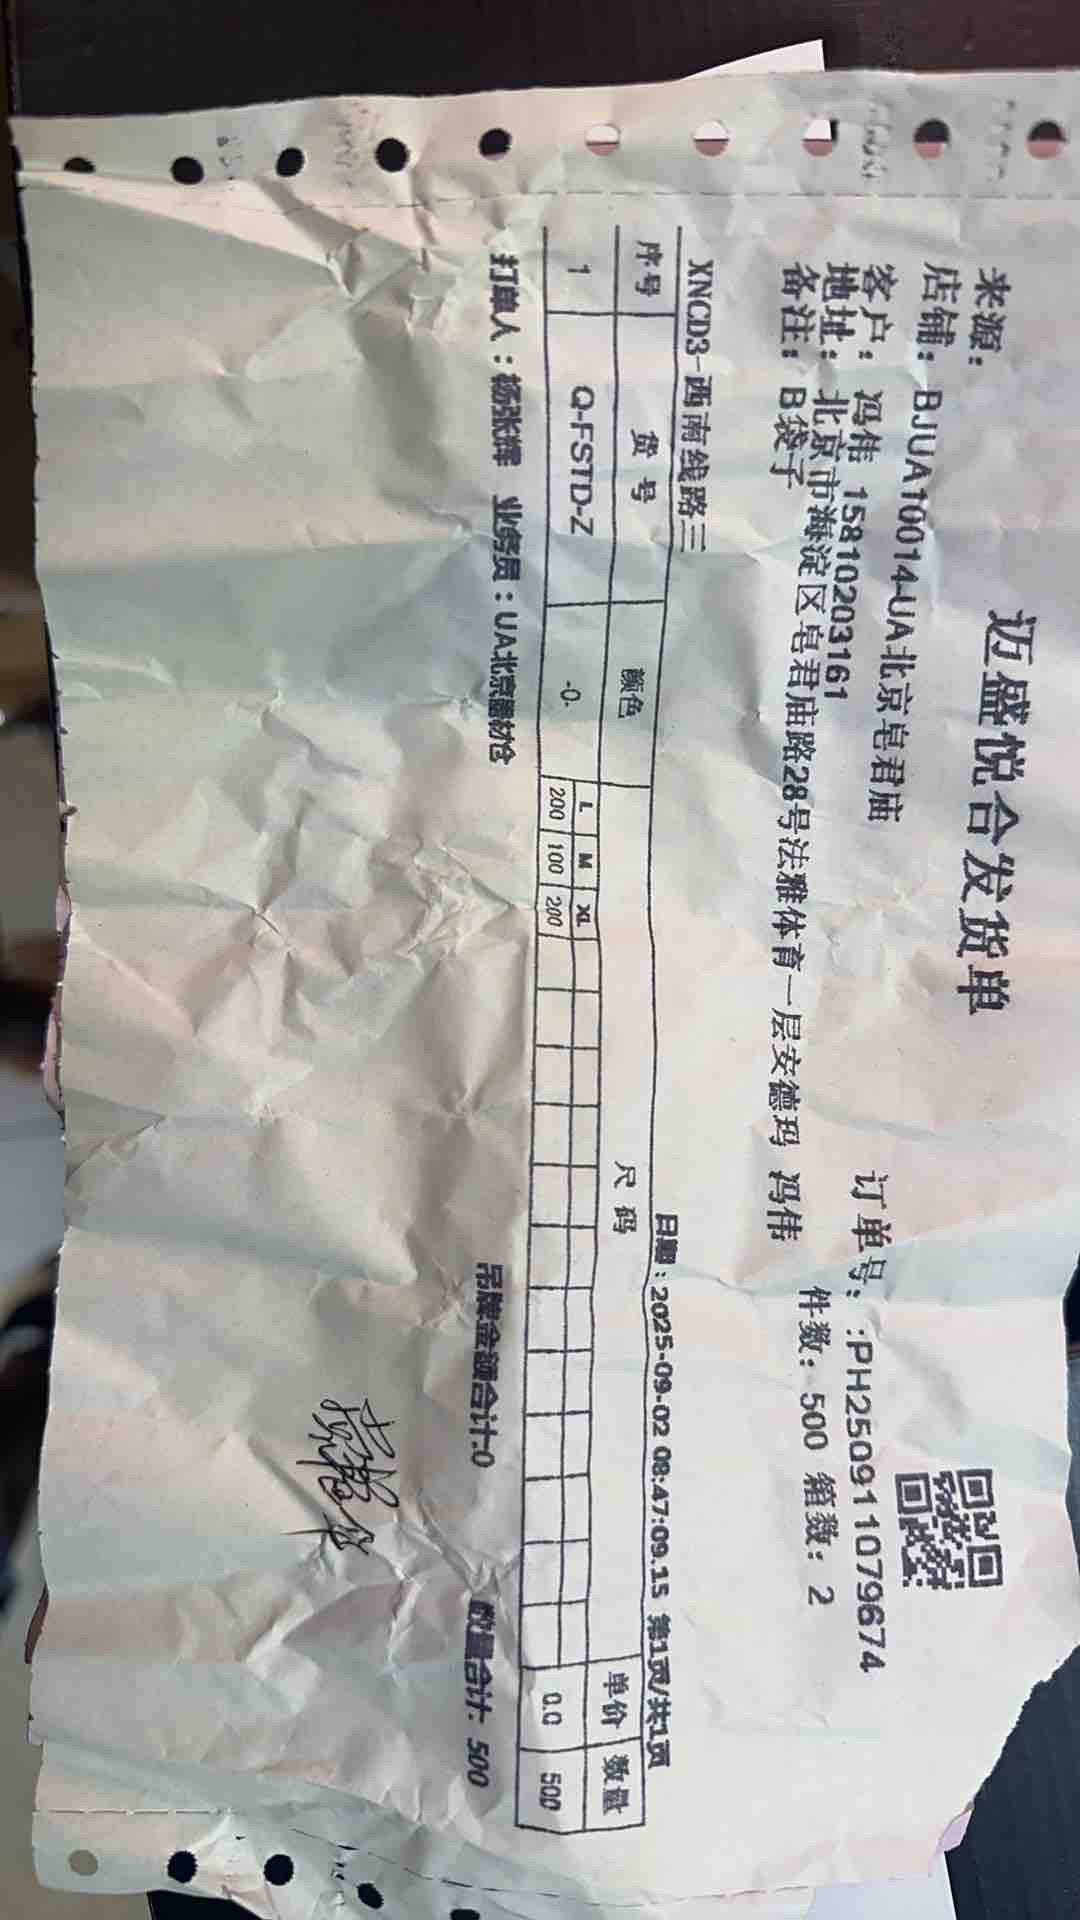 迈盛悦合发货单
来源:
店铺: BJUA10014-UA北京皂君庙
订单号: :PH250911079674
客户: 冯伟 15810203161
件数: 500 箱数: 2
地址: 北京市海淀区皂君庙路28号法雅体育一层安德玛 冯伟
备注: B袋子
XNCD3-西南线路三
日期:2025-09-02 08:47:09.15 第1页/共1页
序号 货号 颜色 尺码 单价 数量
L M XL
1 Q-FSTD-Z -0. 200 100 200 0.0 500
打单人:杨张辉 业务员:UA北京器材仓 吊牌金额合计:0 数量合计: 500